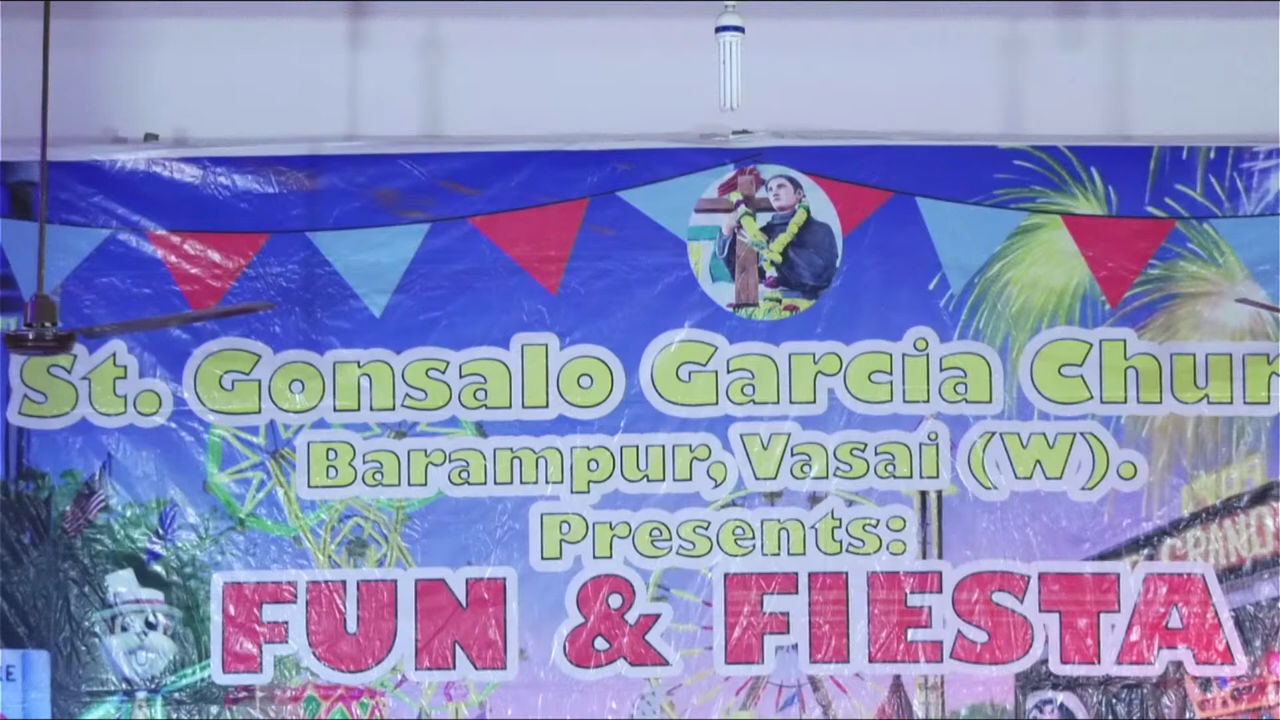 St. Gonsalo Garcia Chur
Barampur, Vasai (W).
Presents:
FUN & FIESTA